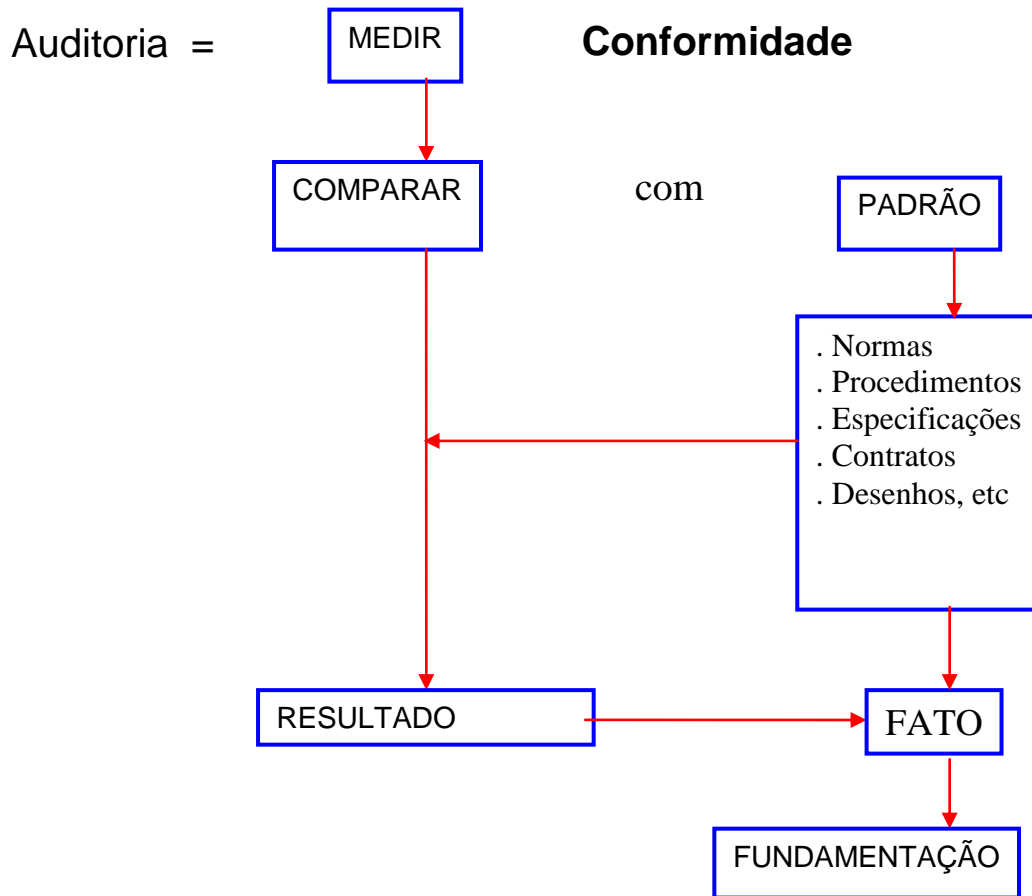 Auditoria = MEDIR Conformidade
COMPARAR com PADRÃO
. Normas
. Procedimentos
. Especificações
. Contratos
. Desenhos, etc
RESULTADO FATO
FUNDAMENTAÇÃO